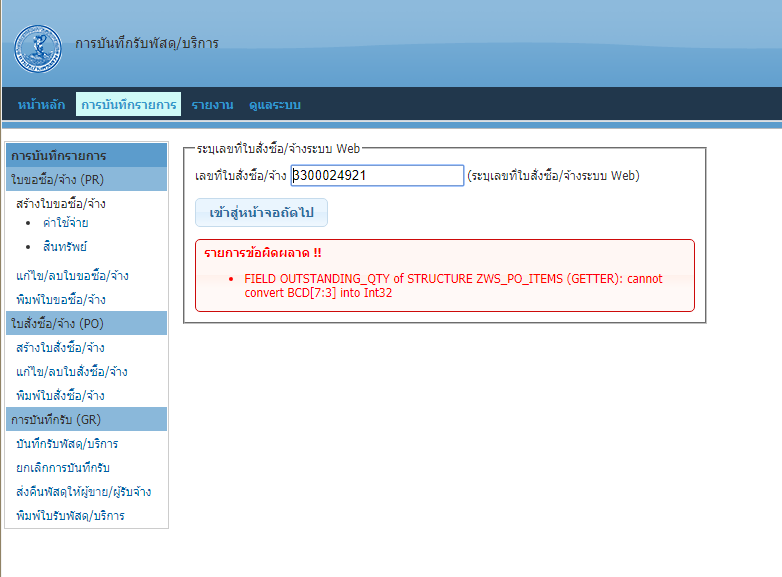 การบันทึกรับพัสดุ/บริการ
หน้าหลัก การบันทึกรายการ รายงาน ดูแลระบบ
การบันทึกรายการ
ใบขอซื้อ/จ้าง (PR)
สร้างใบขอซื้อ/จ้าง
• ค่าใช้จ่าย
• สินทรัพย์
แก้ไข/ลบใบขอซื้อ/จ้าง
พิมพ์ใบขอซื้อ/จ้าง
ใบสั่งซื้อ/จ้าง (PO)
สร้างใบสั่งซื้อ/จ้าง
แก้ไข/ลบใบสั่งซื้อ/จ้าง
พิมพ์ใบสั่งซื้อ/จ้าง
การบันทึกรับ (GR)
บันทึกรับพัสดุ/บริการ
ยกเลิกการบันทึกรับ
ส่งคืนพัสดุให้ผู้ขาย/ผู้รับจ้าง
พิมพ์ใบรับพัสดุ/บริการ
ระบุเลขที่ใบสั่งซื้อ/จ้างระบบ Web
เลขที่ใบสั่งซื้อ/จ้าง 3300024921 (ระบุเลขที่ใบสั่งซื้อ/จ้างระบบ Web)
เข้าสู่หน้าจอถัดไป
รายการข้อผิดผลาด !!
• FIELD OUTSTANDING_QTY of STRUCTURE ZWS_PO_ITEMS (GETTER): cannot
convert BCD[7:3] into Int32